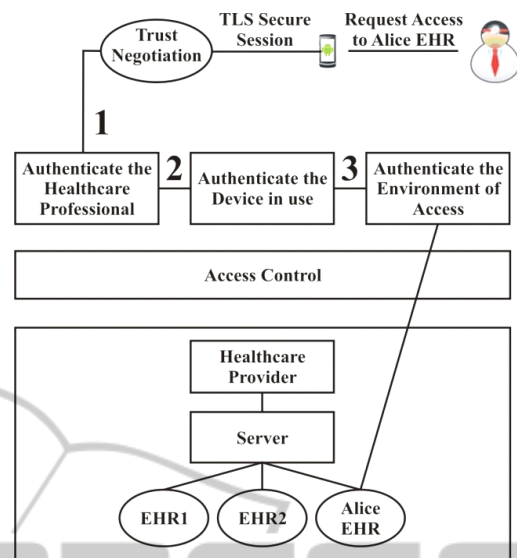 Trust
Negotiation
TLS Secure
Session
Request Access
to Alice EHR
1
Authenticate the
Healthcare
Professional
2
Authenticate the
Device in use
3
Authenticate the
Environment of
Access
Access Control
Healthcare
Provider
Server
EHR1
EHR2
Alice
EHR